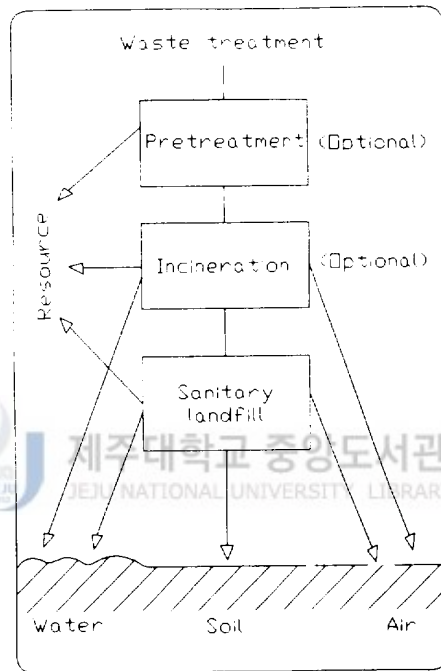 Waste treatment
Pretreatment (Optional)
Resource
Incineration (Optional)
Sanitary
landfill
제주대학교 중앙도서관
JEJU NATIONAL UNIVERSITY LIBRARY
Water Soil Air